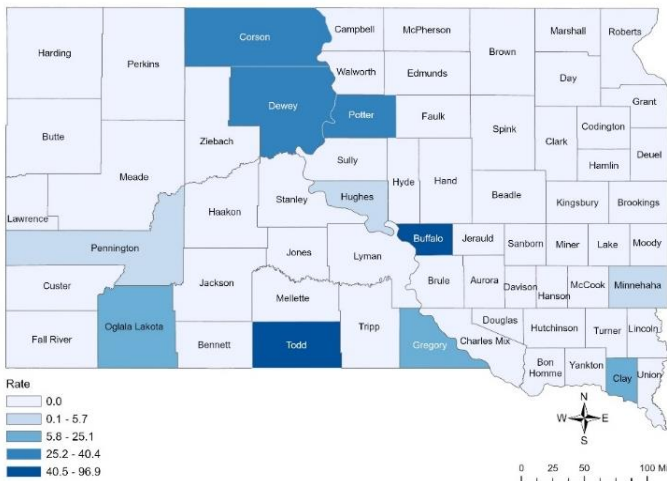 Harding
Perkins
Corson
Campbell
McPherson
Brown
Marshall
Roberts
Walworth
Edmunds
Day
Grant
Butte
Ziebach
Dewey
Potter
Faulk
Spink
Clark
Codington
Deuel
Hamlin
Meade
Sully
Hyde
Hand
Beadle
Kingsbury
Brookings
Lawrence
Haakon
Stanley
Hughes
Pennington
Jones
Lyman
Buffalo
Jerauld
Sanborn
Miner
Lake
Moody
Custer
Jackson
Mellette
Brule
Aurora
Davison
Hanson
McCook
Minnehaha
Fall River
Oglala Lakota
Bennett
Todd
Tripp
Gregory
Douglas
Charles Mix
Hutchinson
Turner
Lincoln
Bon
Homme
Yankton
Clay
Union
Rate
0.0
0.1 - 5.7
5.8 - 25.1
25.2 - 40.4
40.5 - 96.9
N
W E
S
0 25 50 100 Mi